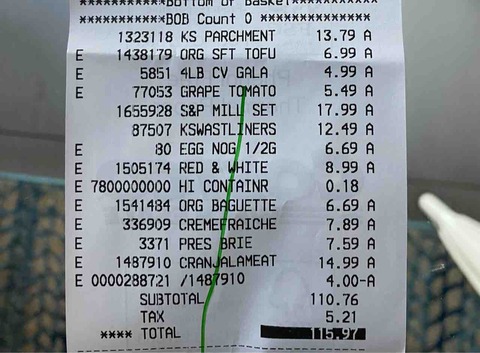 ***********Bottom of Basket***********
***********BOB Count 0 ***************
1323118 KS PARCHMENT 13.79 A
E 1438179 ORG SFT TOFU 6.99 A
E 5851 4LB CV GALA 4.99 A
E 77053 GRAPE TOMATO 5.49 A
1655928 S&P MILL SET 17.99 A
87507 KSWASTLINERS 12.49 A
E 80 EGG NOG 1/2G 6.69 A
E 1505174 RED & WHITE 8.99 A
E 7800000000 HI CONTAINR 0.18
E 1541484 ORG BAGUETTE 6.69 A
E 336909 CREMEFRAICHE 7.89 A
E 3371 PRES BRIE 7.59 A
E 1487910 CRANJALAMEAT 14.99 A
E 0000288721 /1487910 4.00-A
SUBTOTAL 110.76
TAX 5.21
**** TOTAL 115.97